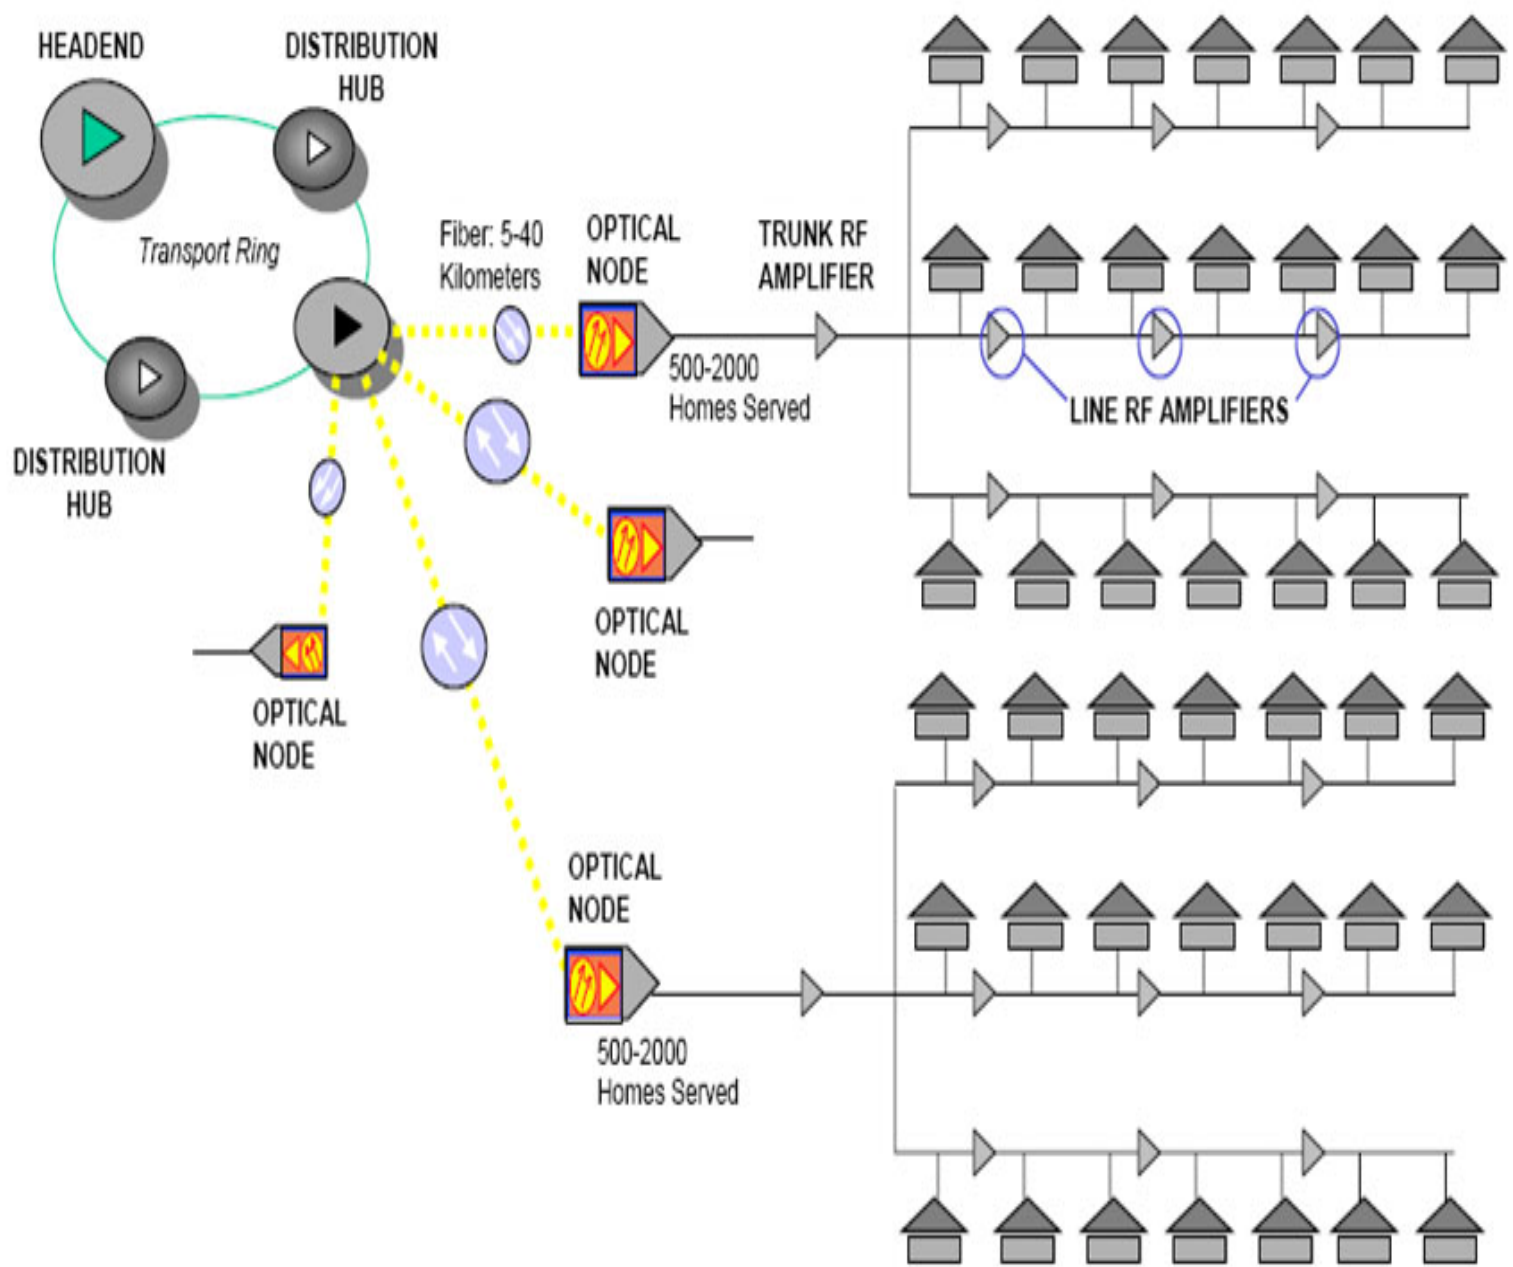 HEADEND
DISTRIBUTION
HUB
Transport Ring
Fiber: 5-40
Kilometers
OPTICAL
NODE
TRUNK RF
AMPLIFIER
500-2000
Homes Served
LINE RF AMPLIFIERS
DISTRIBUTION
HUB
OPTICAL
NODE
OPTICAL
NODE
OPTICAL
NODE
500-2000
Homes Served